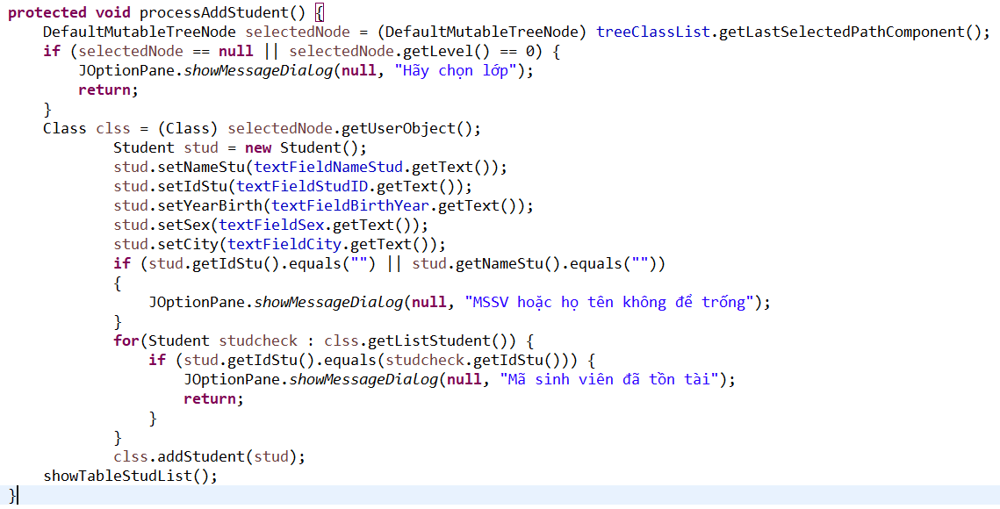 protected void processAddStudent() {
    DefaultMutableTreeNode selectedNode = (DefaultMutableTreeNode) treeClassList.getLastSelectedPathComponent();
    if (selectedNode == null || selectedNode.getLevel() == 0) {
        JOptionPane.showMessageDialog(null, "Hãy chọn lớp");
        return;
    }
    Class clss = (Class) selectedNode.getUserObject();
            Student stud = new Student();
            stud.setNameStu(textFieldNameStud.getText());
            stud.setIdStu(textFieldStudID.getText());
            stud.setYearBirth(textFieldBirthYear.getText());
            stud.setSex(textFieldSex.getText());
            stud.setCity(textFieldCity.getText());
            if (stud.getIdStu().equals("") || stud.getNameStu().equals(""))
            {
                JOptionPane.showMessageDialog(null, "MSSV hoặc họ tên không để trống");
            }
            for(Student studcheck : clss.getListStudent()) {
                if (stud.getIdStu().equals(studcheck.getIdStu())) {
                    JOptionPane.showMessageDialog(null, "Mã sinh viên đã tồn tài");
                    return;
                }
            }
            clss.addStudent(stud);
    showTableStudList();
}